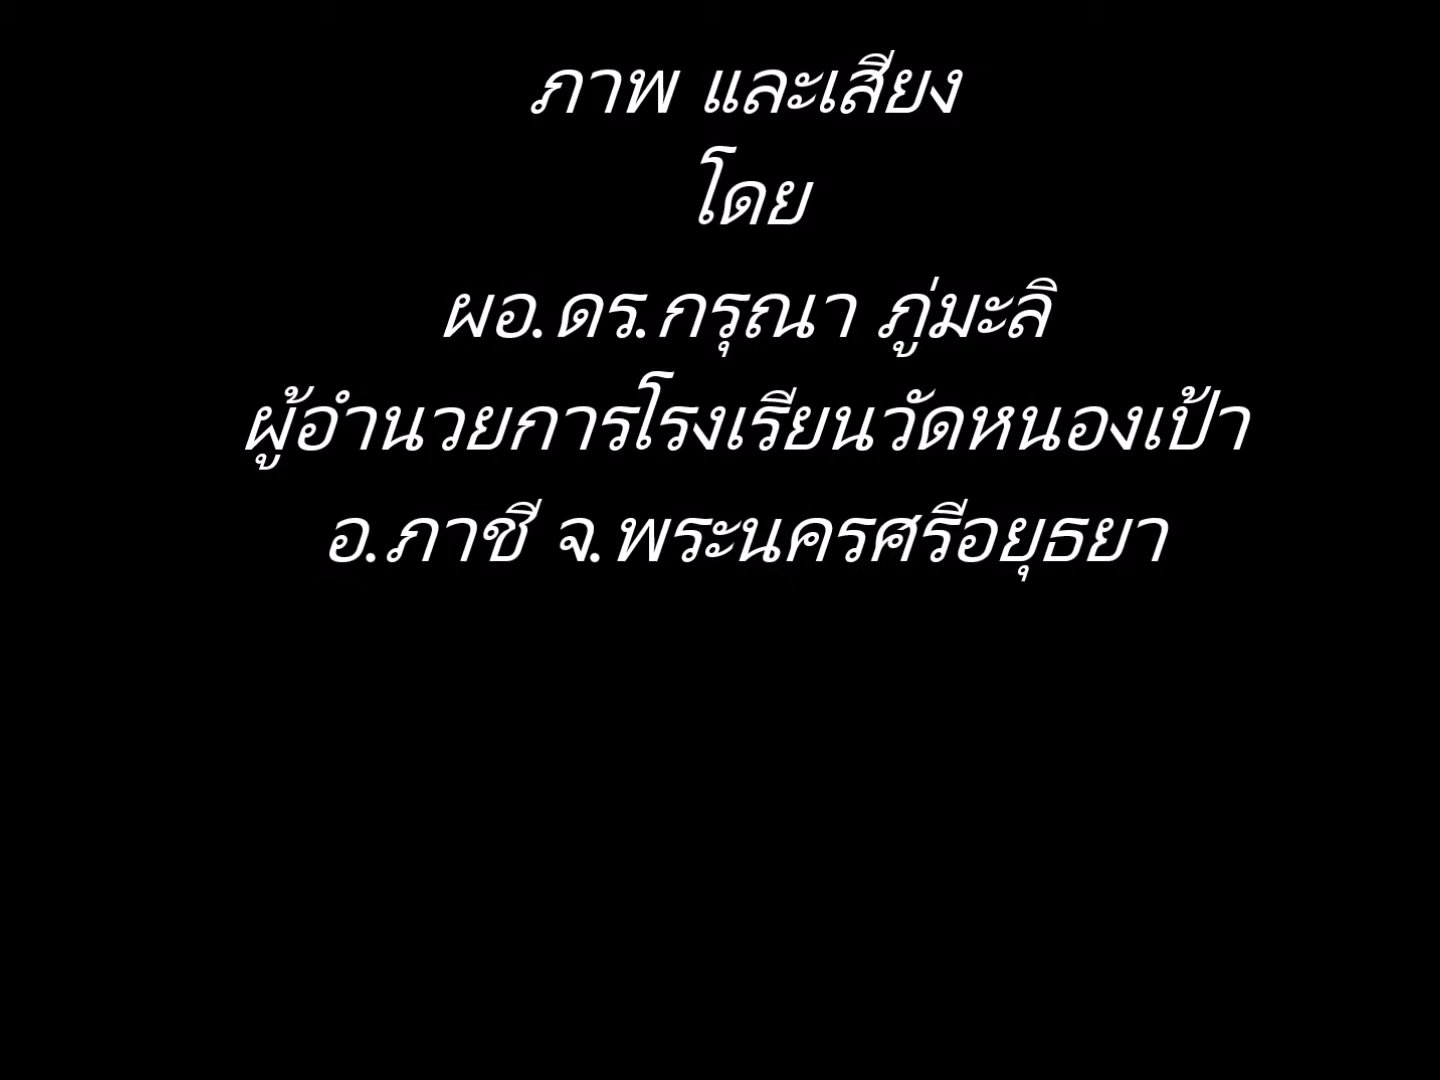 ภาพ และเสียง
โดย
ผอ.ดร.กรุณา ภู่มะลิ
ผู้อำนวยการโรงเรียนวัดหนองเป้า
อ.ภาชี จ.พระนครศรีอยุธยา